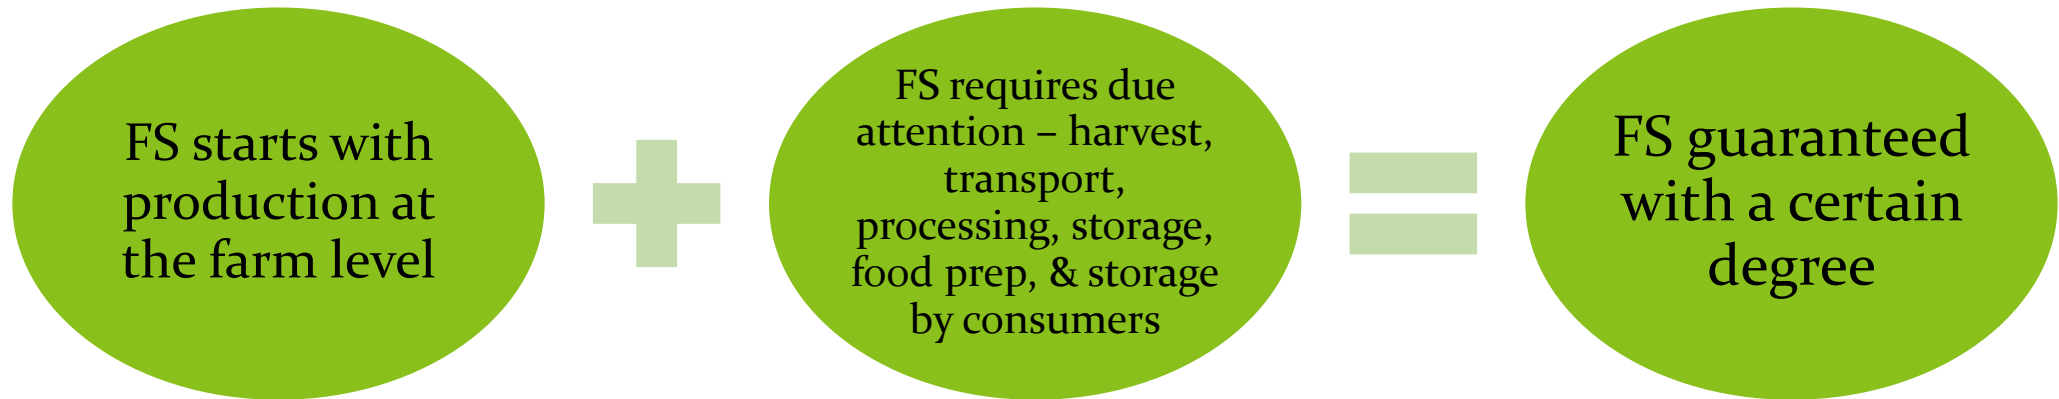 FS starts with
production at
the farm level
FS requires due
attention – harvest,
transport,
processing, storage,
food prep, & storage
by consumers
FS guaranteed
with a certain
degree